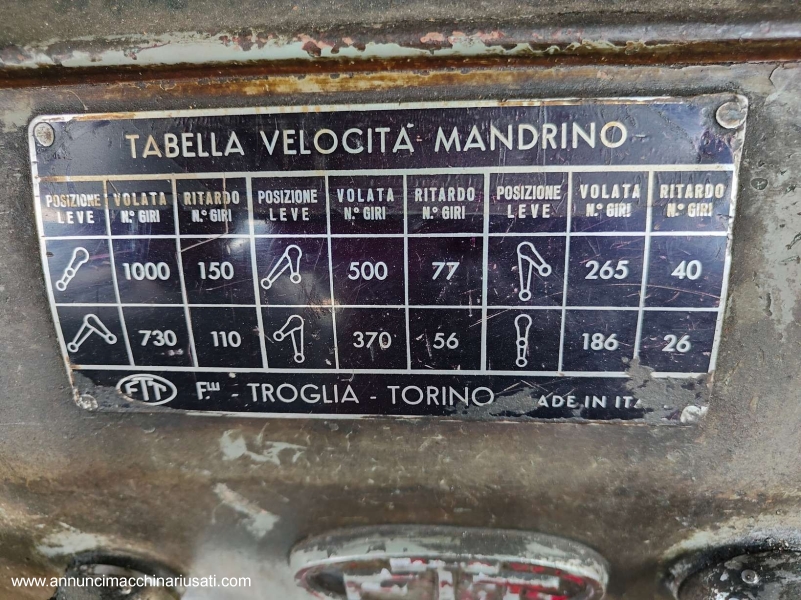 TABELLA VELOCITÀ MANDRINO
POSIZIONE LEVE VOLATA N.º GIRI RITARDO N.º GIRI POSIZIONE LEVE VOLATA N.º GIRI RITARDO N.º GIRI POSIZIONE LEVE VOLATA N.º GIRI RITARDO N.º GIRI
1000 150 500 77 265 40
730 110 370 56 186 26
FTT F.LLI - TROGLIA - TORINO ADE IN ITA
www.annuncimacchinariusati.com